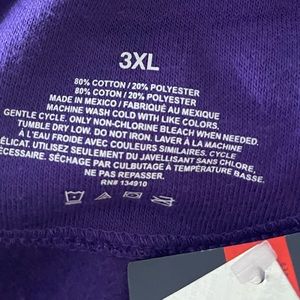 3XL
80% COTTON / 20% POLYESTER
80% COTON / 20% POLYESTER
MADE IN MEXICO / FABRIQUÉ AU MEXIQUE
MACHINE WASH COLD WITH LIKE COLORS.
GENTLE CYCLE. ONLY NON-CHLORINE BLEACH WHEN NEEDED.
TUMBLE DRY LOW. DO NOT IRON. LAVER À LA MACHINE
À L'EAU FROIDE AVEC COULEURS SIMILAIRES. CYCLE
DÉLICAT. UTILISEZ SEULEMENT DU JAVELLISANT SANS CHLORE,
NÉCESSAIRE. SÉCHAGE PAR CULBUTAGE À TEMPÉRATURE BASSE.
NE PAS REPASSER.
RN# 134910